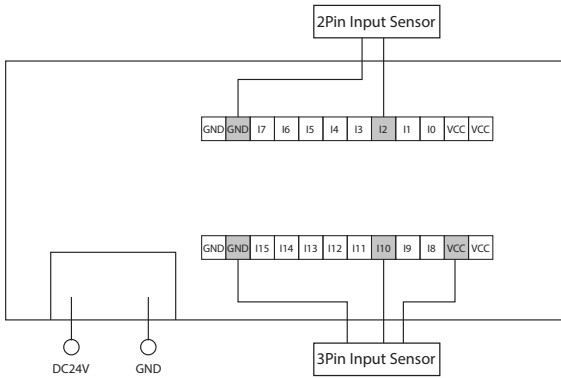 2Pin Input Sensor
GND GND I7 I6 I5 I4 I3 I2 I1 I0 VCC VCC
GND GND I15 I14 I13 I12 I11 I10 I9 I8 VCC VCC
DC24V GND
3Pin Input Sensor